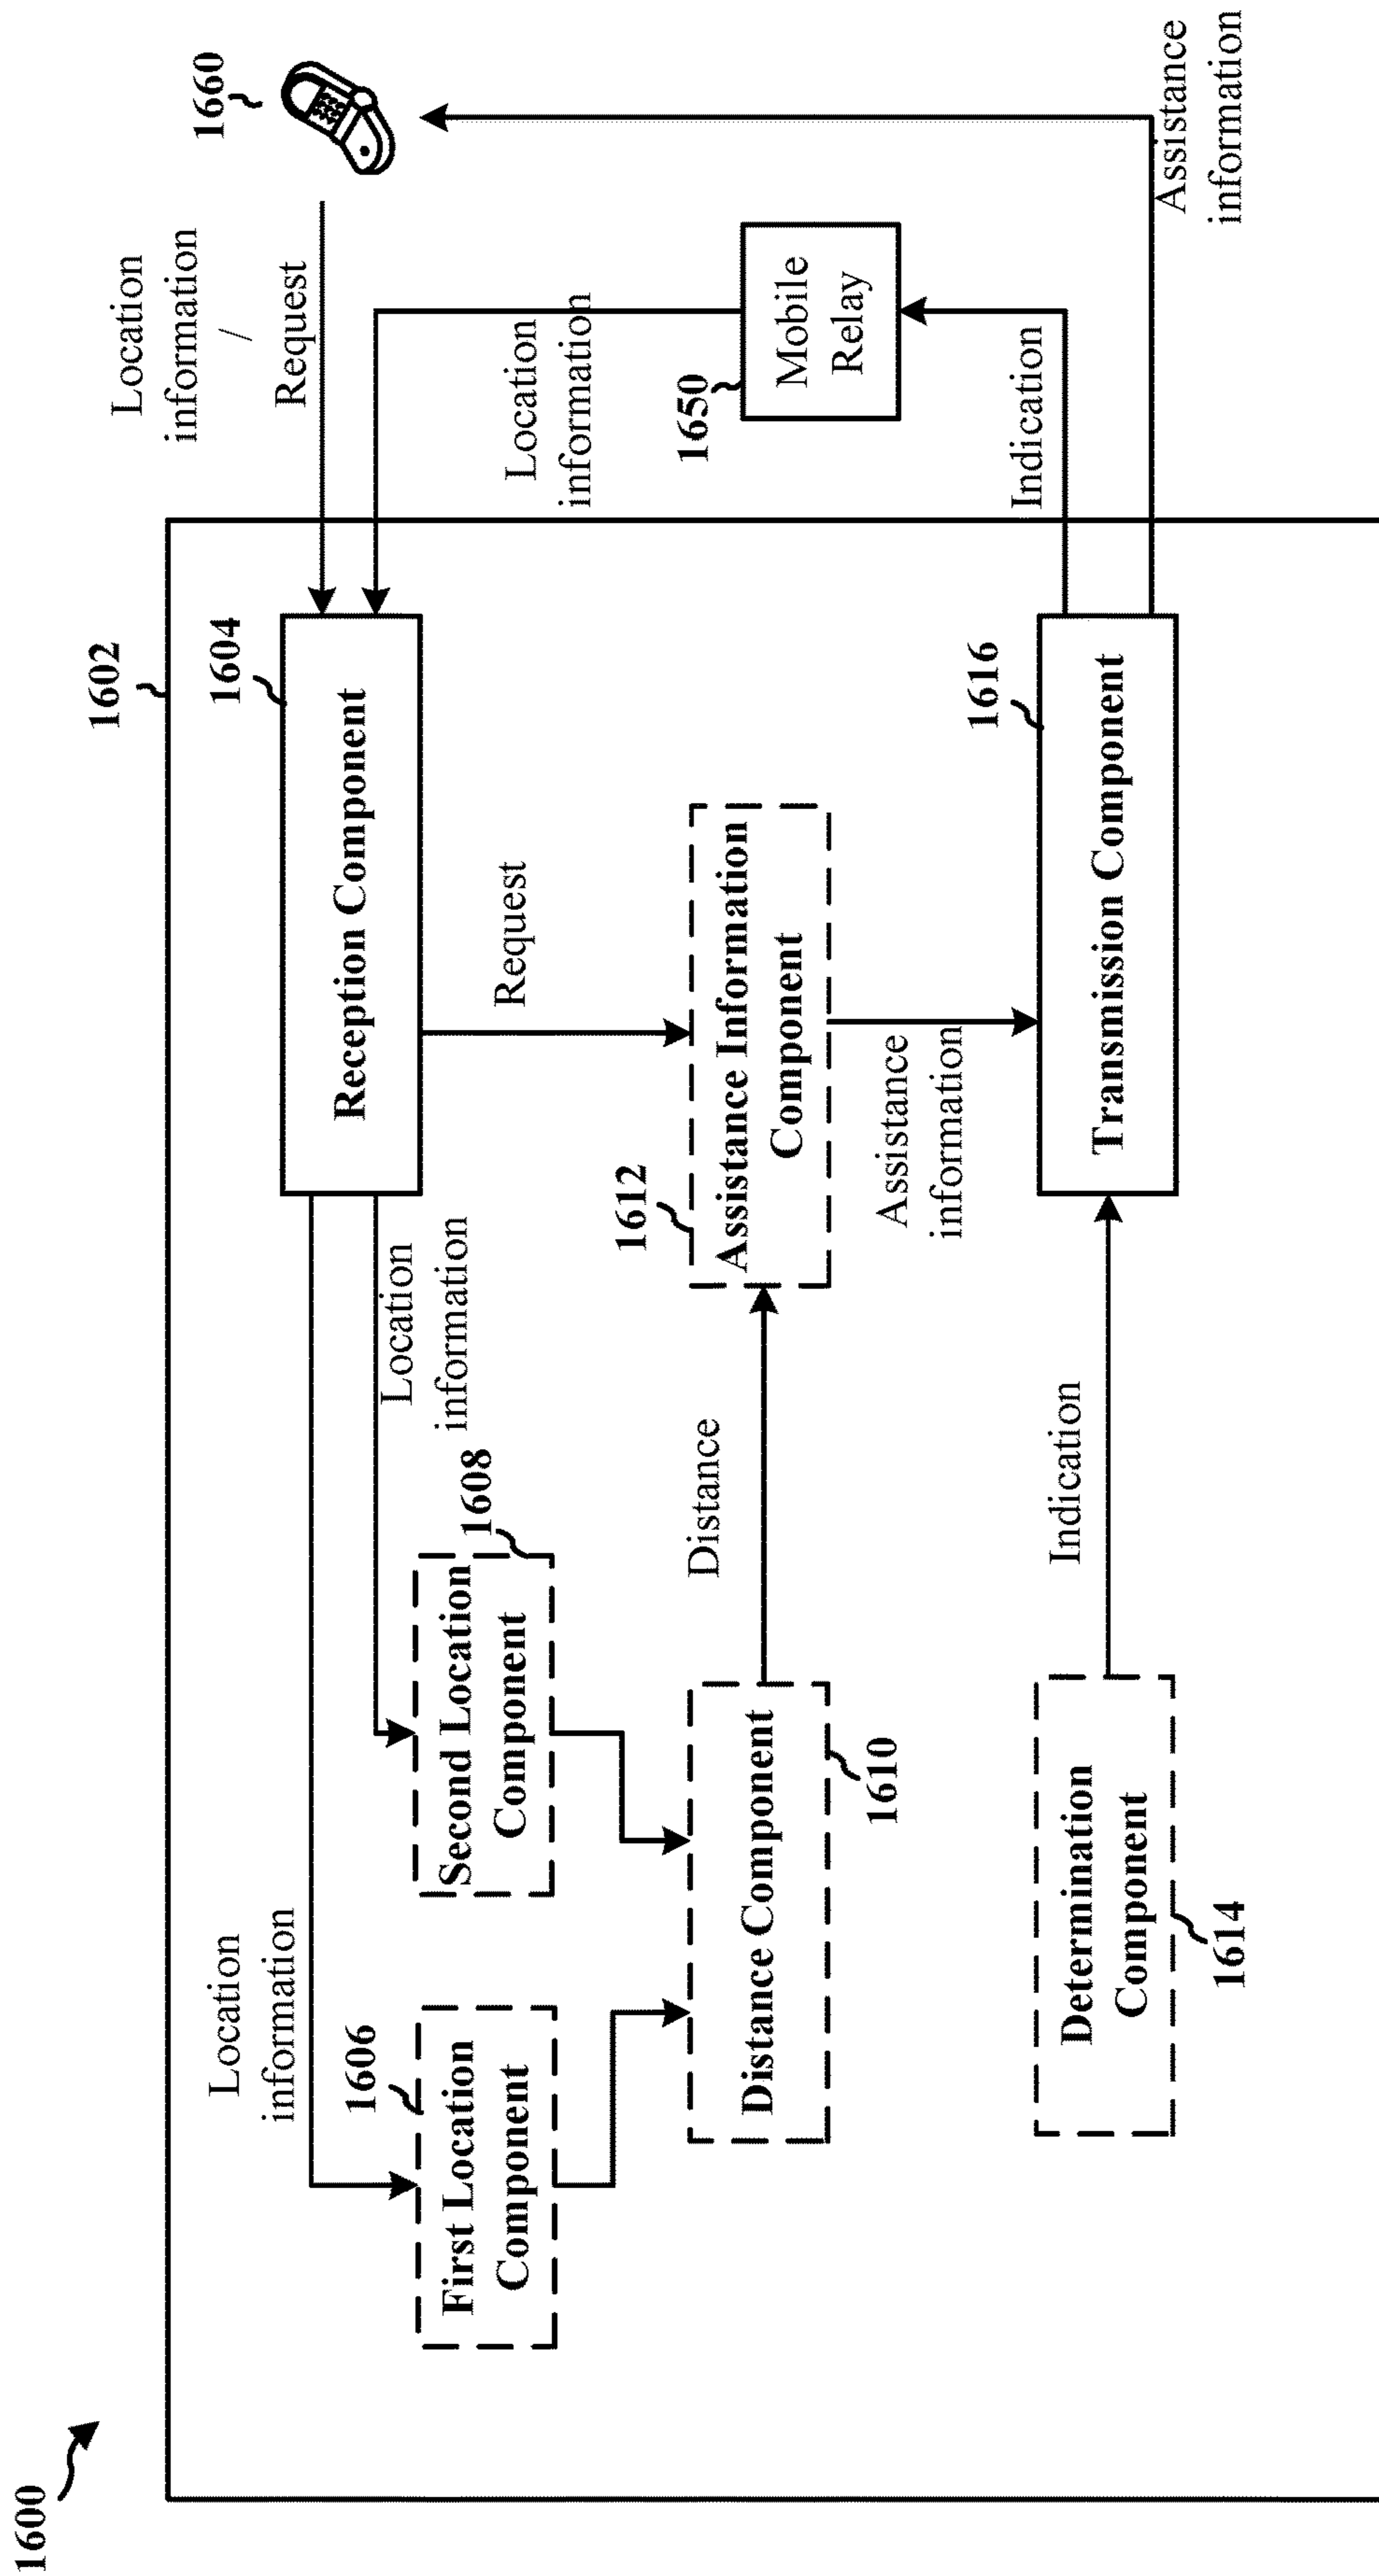 1600
1602
1660
Location
information
/
Request
1604
Reception Component
Location
information
1606
First Location
Component
Location
information
1608
Second Location
Component
Request
Location
information
1650
Mobile
Relay
Distance Component
1610
Distance
1612
Assistance Information
Component
Assistance
information
1616
Indication
Determination
Component
1614
Indication
Transmission Component
Assistance
information